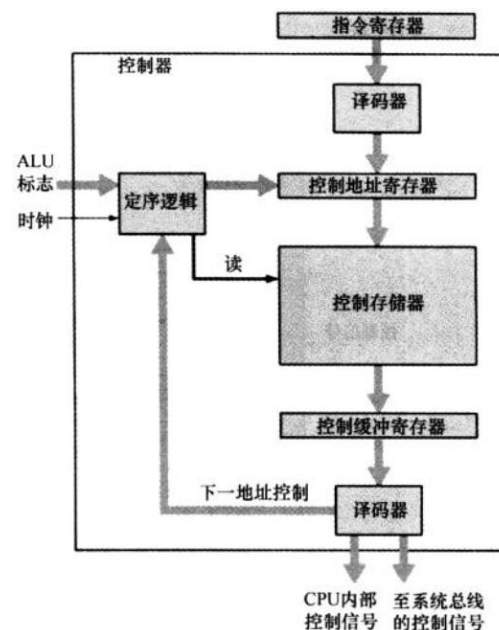 指令寄存器
控制器
译码器
ALU
标志
控制地址寄存器
定序逻辑
时钟
读
控制存储器
控制缓冲寄存器
下一地址控制
译码器
CPU内部
控制信号
至系统总线
的控制信号